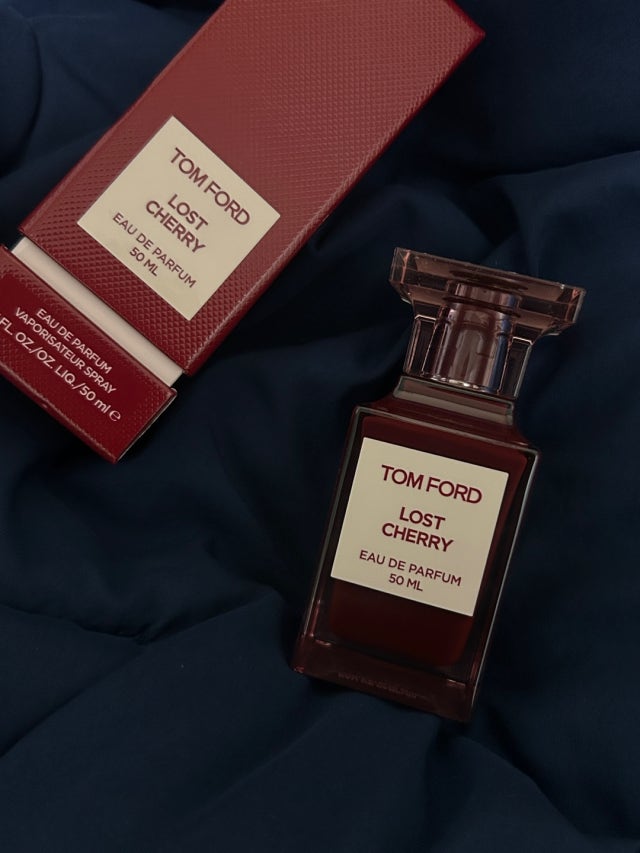 TOM FORD
LOST
CHERRY
EAU DE PARFUM
50 ML
EAU DE PARFUM
VAPORISATEUR SPRAY
FL. OZ./OZ. LIQ./50 ml e
TOM FORD
LOST
CHERRY
EAU DE PARFUM
50 ML